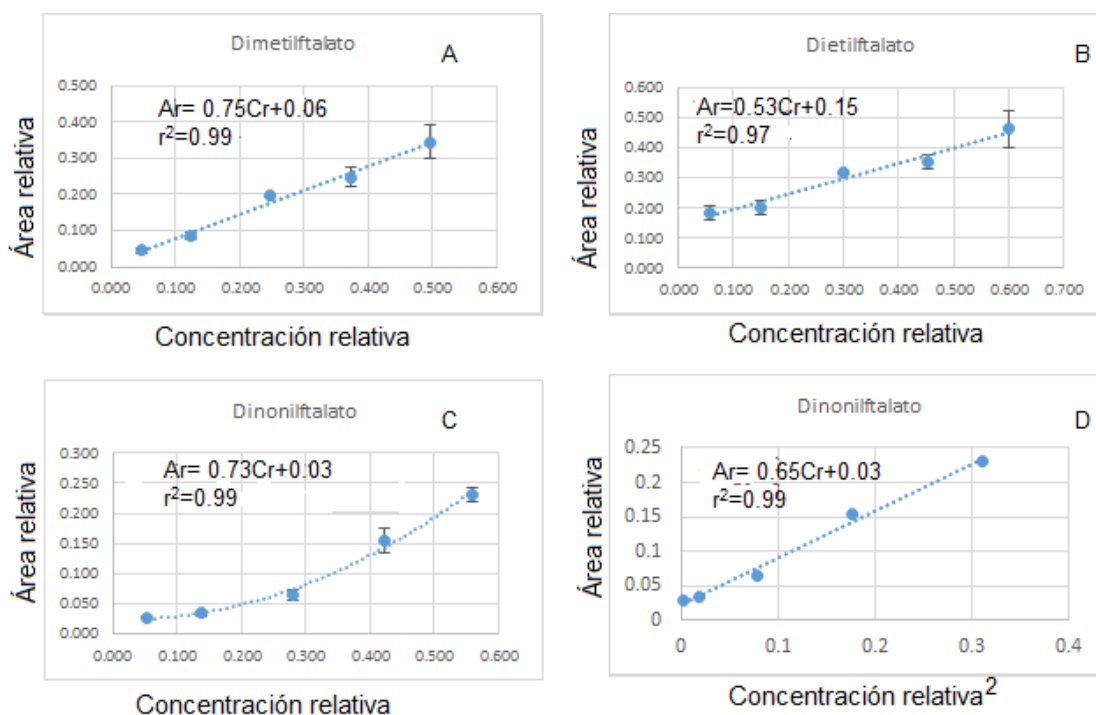 Dimetilftalato
A
Ar= 0.75Cr+0.06
r²=0.99
Área relativa
0.500
0.400
0.300
0.200
0.100
0.000
0.000 0.100 0.200 0.300 0.400 0.500 0.600
Concentración relativa
Dietilftalato
B
Ar=0.53Cr+0.15
r²=0.97
Área relativa
0.600
0.500
0.400
0.300
0.200
0.100
0.000
0.000 0.100 0.200 0.300 0.400 0.500 0.600 0.700
Concentración relativa
Dinonilftalato
C
Ar= 0.73Cr+0.03
r²=0.99
Área relativa
0.300
0.250
0.200
0.150
0.100
0.050
0.000
0.000 0.100 0.200 0.300 0.400 0.500 0.600
Concentración relativa
Dinonilftalato
D
Ar= 0.65Cr+0.03
r²=0.99
Área relativa
0.25
0.2
0.15
0.1
0.05
0
0 0.1 0.2 0.3 0.4
Concentración relativa²